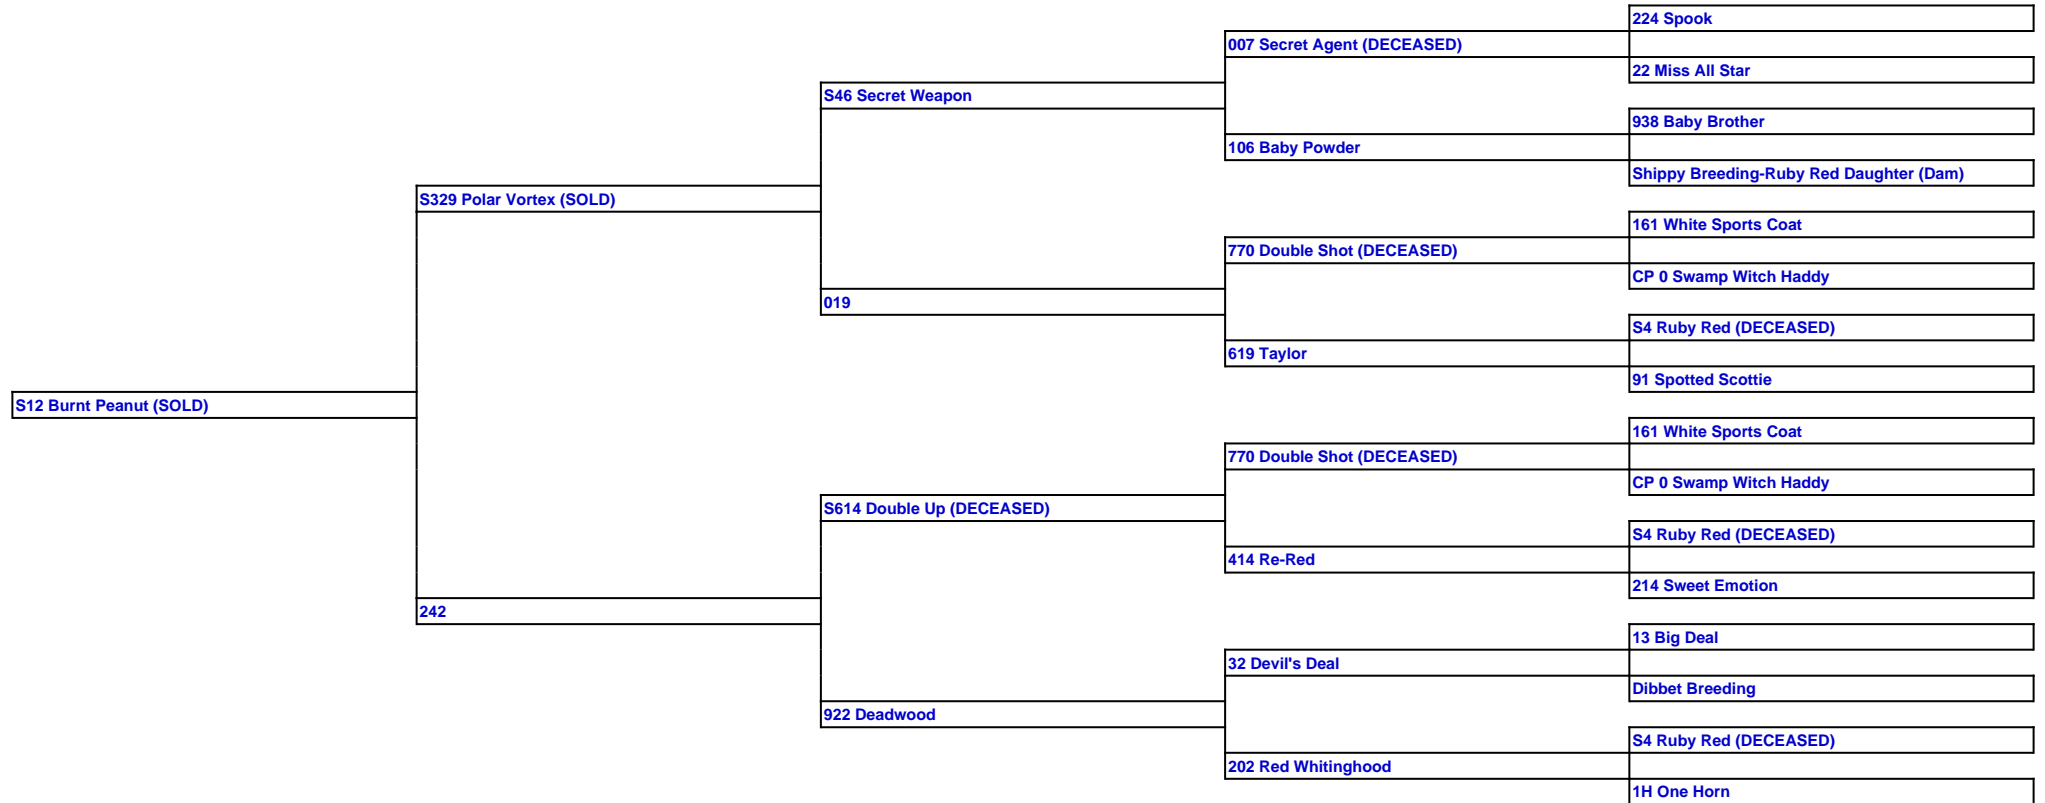 224 Spook
007 Secret Agent (DECEASED)
22 Miss All Star
S46 Secret Weapon
938 Baby Brother
106 Baby Powder
Shippy Breeding-Ruby Red Daughter (Dam)
S329 Polar Vortex (SOLD)
161 White Sports Coat
770 Double Shot (DECEASED)
CP 0 Swamp Witch Haddy
019
S4 Ruby Red (DECEASED)
619 Taylor
91 Spotted Scottie
S12 Burnt Peanut (SOLD)
161 White Sports Coat
770 Double Shot (DECEASED)
CP 0 Swamp Witch Haddy
S614 Double Up (DECEASED)
S4 Ruby Red (DECEASED)
414 Re-Red
214 Sweet Emotion
242
13 Big Deal
32 Devil's Deal
Dibbet Breeding
922 Deadwood
S4 Ruby Red (DECEASED)
202 Red Whitinghood
1H One Horn